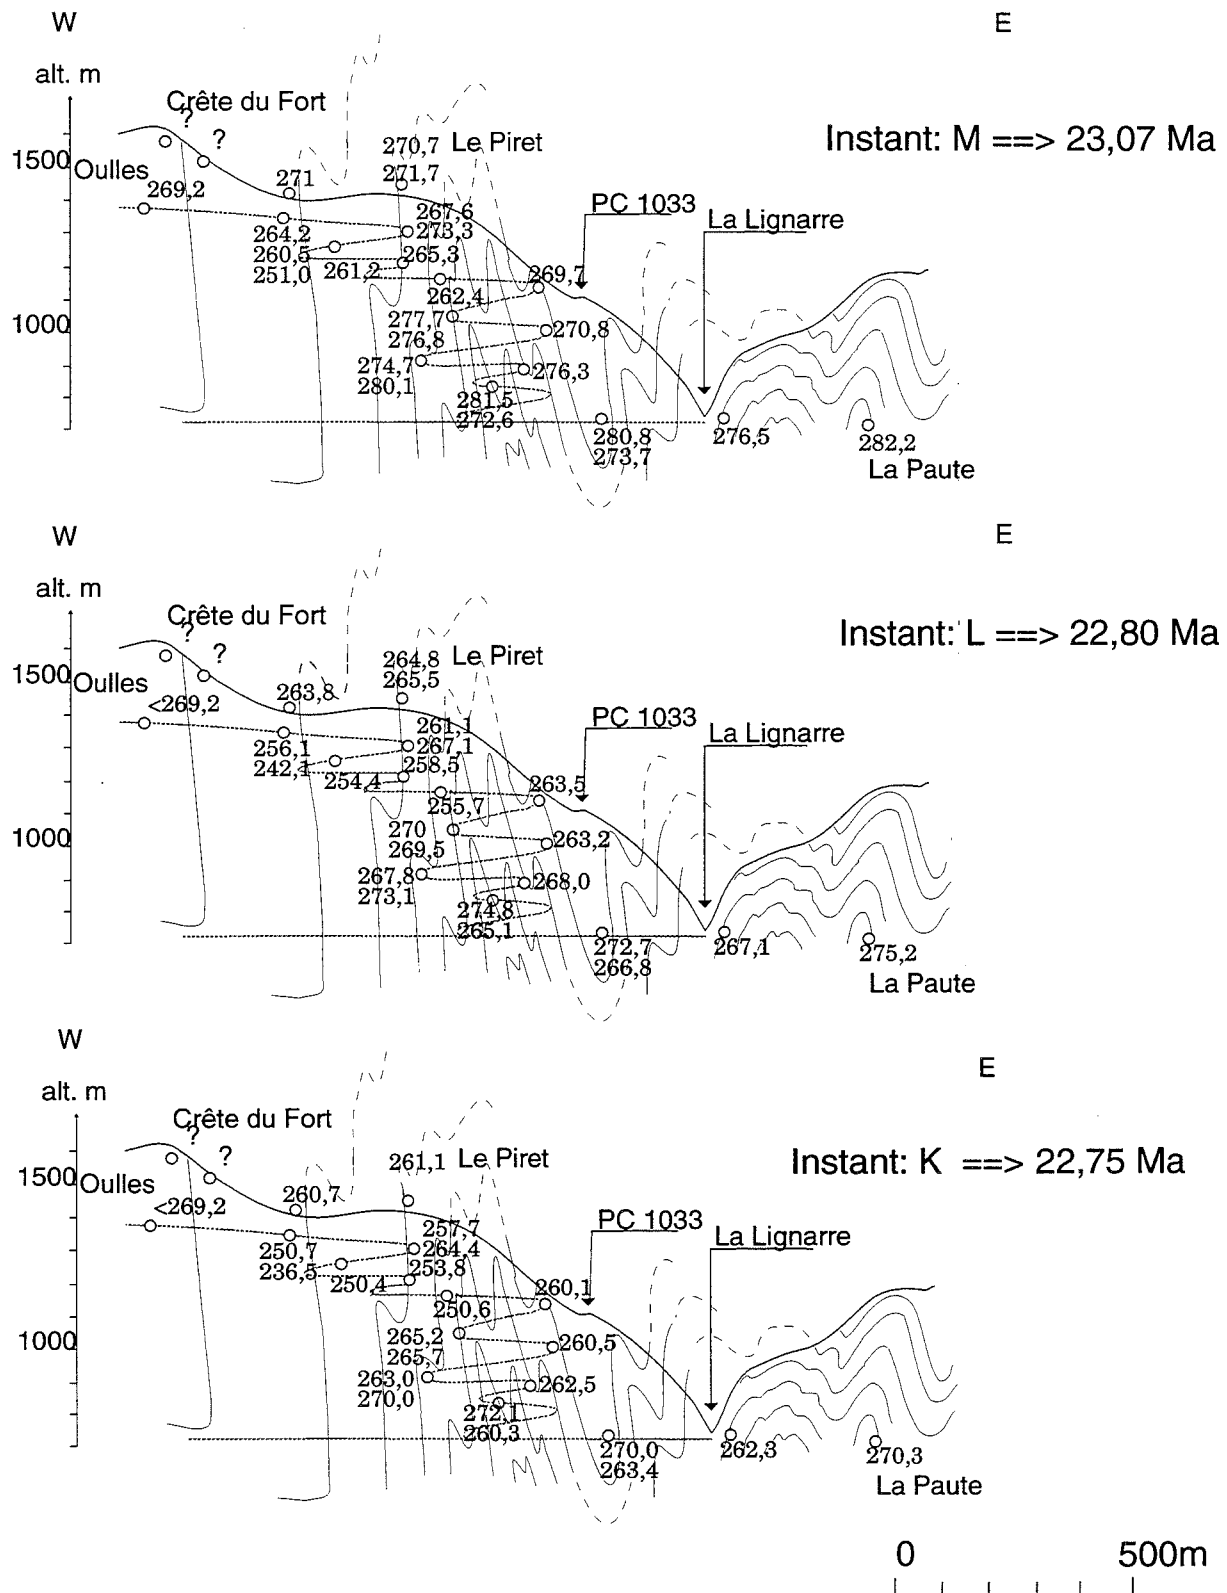 W
E
alt. m
Crête du Fort
?
?
270,7
Le Piret
Instant: M ==> 23,07 Ma
1500
Oulles
271
271,7
269,2
267,6
PC 1033
La Lignarre
264,2
273,3
260,5
265,3
251,0
261,2
269,7
262,4
1000
277,7
270,8
276,8
274,7
276,3
280,1
281,5
272,6
280,8
276,5
282,2
273,7
La Paute
W
E
alt. m
Crête du Fort
?
?
Instant: L ==> 22,80 Ma
264,8
Le Piret
1500
Oulles
263,8
265,5
<269,2
261,1
PC 1033
La Lignarre
256,1
267,1
242,1
258,5
254,4
263,5
255,7
1000
270
263,2
269,5
267,8
268,0
273,1
274,8
265,1
272,7
267,1
275,2
266,8
La Paute
W
E
alt. m
Crête du Fort
?
?
261,1
Le Piret
Instant: K ==> 22,75 Ma
1500
Oulles
260,7
<269,2
257,7
PC 1033
La Lignarre
250,7
264,4
236,5
253,8
250,4
260,1
250,6
1000
265,2
260,5
265,7
263,0
262,5
270,0
272,1
260,3
270,0
262,3
270,3
263,4
La Paute
0
500m